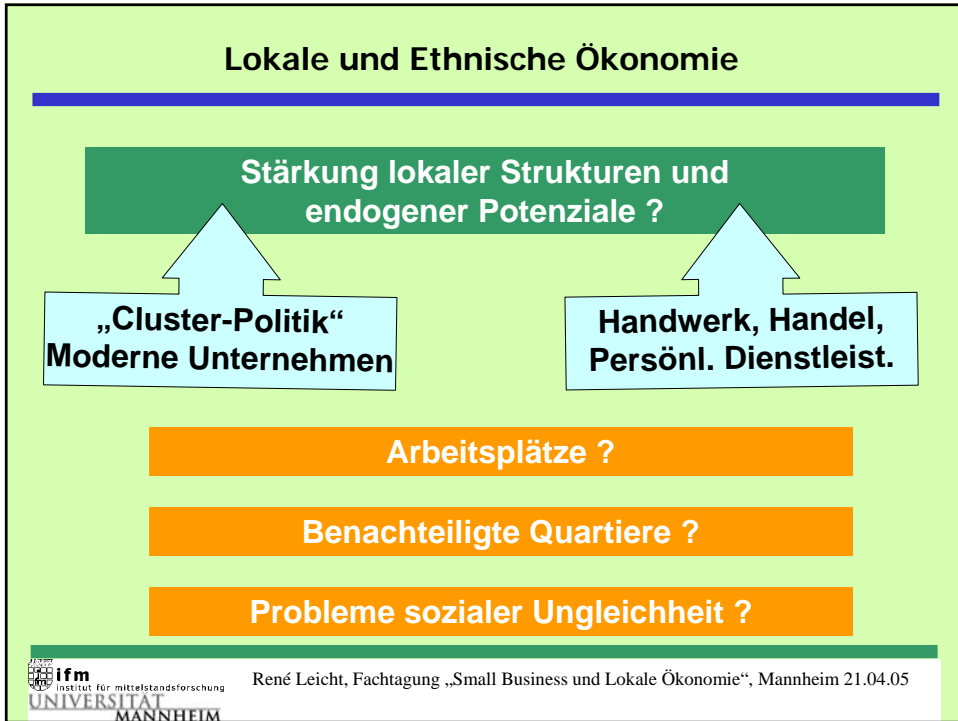 Lokale und Ethnische Ökonomie
Stärkung lokaler Strukturen und
endogener Potenziale ?
„Cluster-Politik“
Moderne Unternehmen
Handwerk, Handel,
Persönl. Dienstleist.
Arbeitsplätze ?
Benachteiligte Quartiere ?
Probleme sozialer Ungleichheit ?
ifm
institut für mittelstandsforschung
UNIVERSITÄT
MANNHEIM
René Leicht, Fachtagung „Small Business und Lokale Ökonomie“, Mannheim 21.04.05